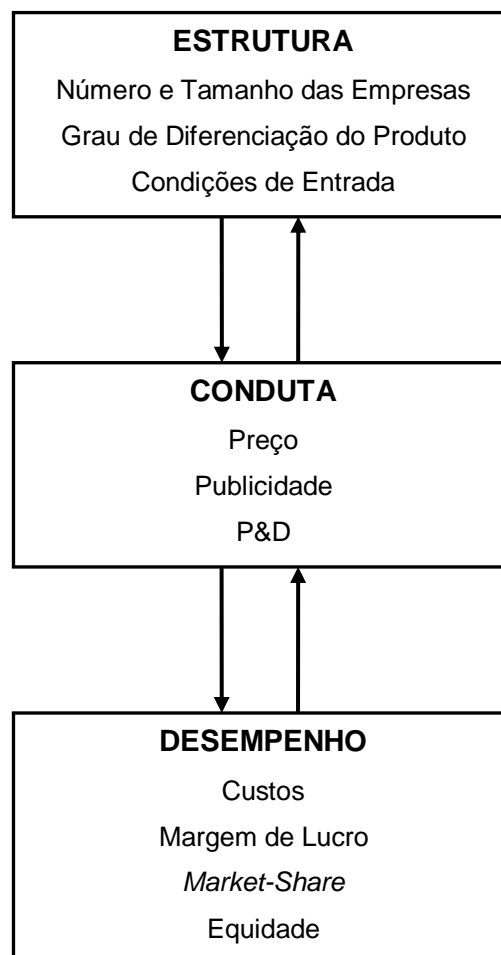 ESTRUTURA
Número e Tamanho das Empresas
Grau de Diferenciação do Produto
Condições de Entrada
CONDUTA
Preço
Publicidade
P&D
DESEMPENHO
Custos
Margem de Lucro
Market-Share
Equidade